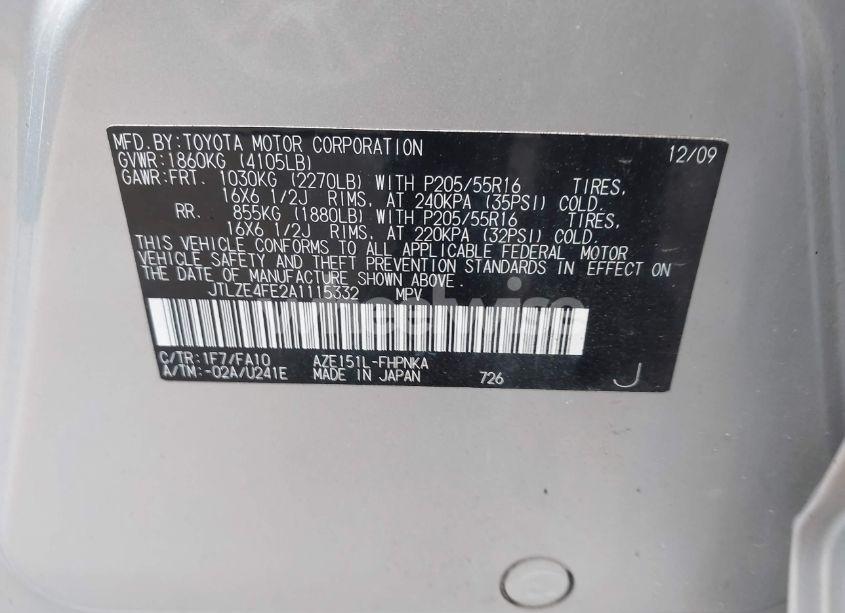 MFD.BY:TOYOTA MOTOR CORPORATION 12/09
GVWR:1860KG (4105LB)
GAWR:FRT. 1030KG (2270LB) WITH P205/55R16 TIRES,
16X6 1/2J RIMS, AT 240KPA (35PSI) COLD.
RR. 855KG (1880LB) WITH P205/55R16 TIRES,
16X6 1/2J RIMS, AT 220KPA (32PSI) COLD.
THIS VEHICLE CONFORMS TO ALL APPLICABLE FEDERAL MOTOR
VEHICLE SAFETY AND THEFT PREVENTION STANDARDS IN EFFECT ON
THE DATE OF MANUFACTURE SHOWN ABOVE.
JTLZE4FE2A1115332 MPV
wheelwise
C/TR:1F7/FA10 AZE151L-FHPNKA
A/TM:-02A/U241E MADE IN JAPAN 726 J